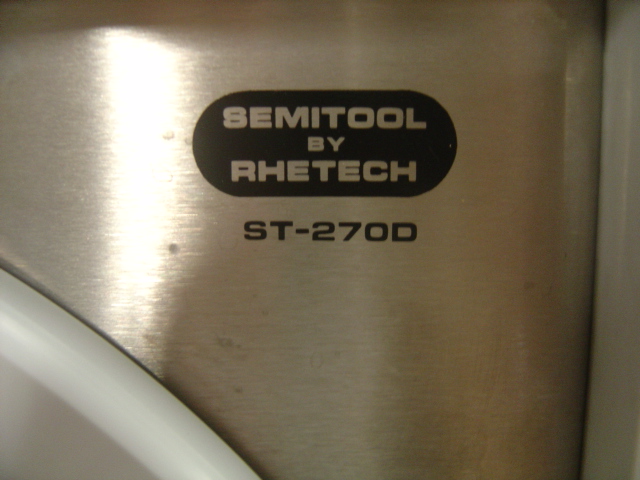 SEMITOOL
BY
RHETECH
ST-270D